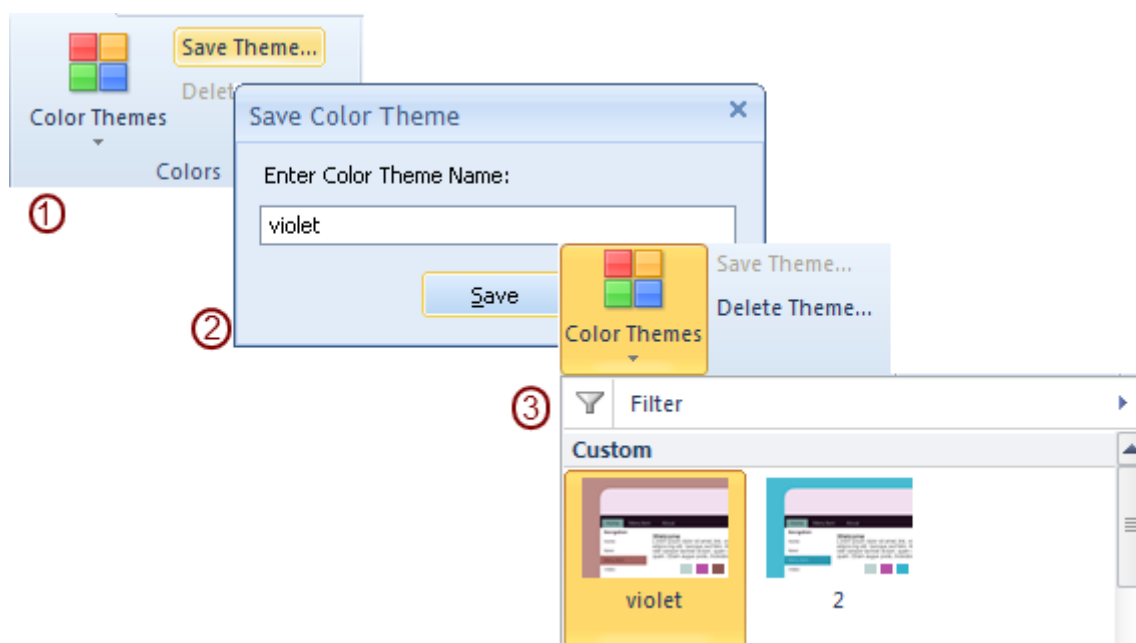 Save Theme...
Delet
Color Themes
Colors
1
Save Color Theme
Enter Color Theme Name:
violet
Save
2
Save Theme...
Delete Theme...
Color Themes
3
Filter
Custom
violet
2